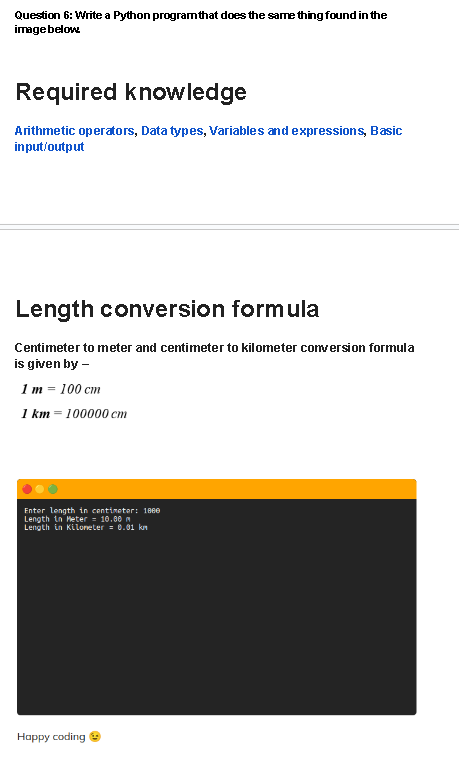 Question 6: Write a Python program that does the same thing found in the
image below.
Required knowledge
Arithmetic operators, Data types, Variables and expressions, Basic
input/output
Length conversion formula
Centimeter to meter and centimeter to kilometer conversion formula
is given by –
1 m = 100 cm
1 km = 100000 cm
Enter length in centimeter: 1000
Length in Meter = 10.00 m
Length in Kilometer = 0.01 km
Happy coding 😉